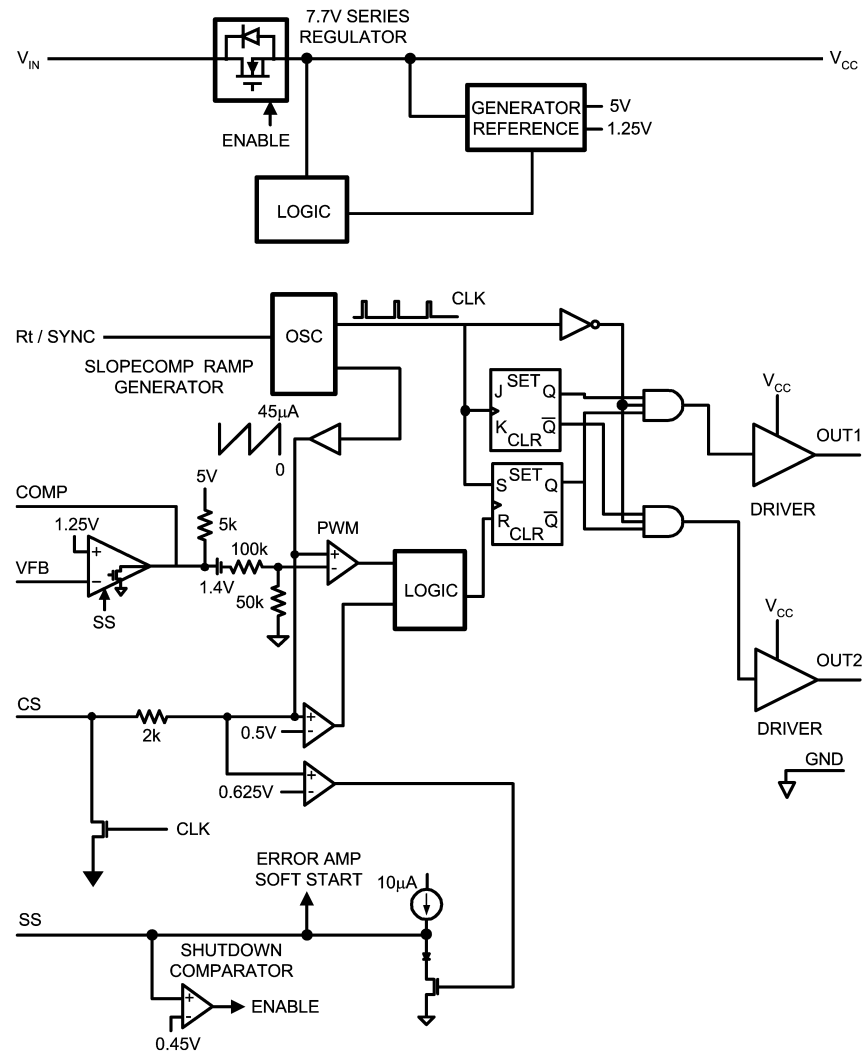 7.7V SERIES
REGULATOR
VIN
VCC
ENABLE
GENERATOR
REFERENCE
5V
1.25V
LOGIC
CLK
OSC
Rt / SYNC
SLOPECOMP RAMP
GENERATOR
45μA
0
J SET Q
K CLR Q̅
VCC
OUT1
DRIVER
S SET Q
R CLR Q̅
COMP
5V
5k
1.25V
+
VFB
−
SS
1.4V
100k
50k
PWM
+
-
LOGIC
VCC
OUT2
DRIVER
CS
2k
0.5V
+
-
0.625V
+
-
GND
CLK
ERROR AMP
SOFT START
10μA
SS
SHUTDOWN
COMPARATOR
+
-
ENABLE
0.45V